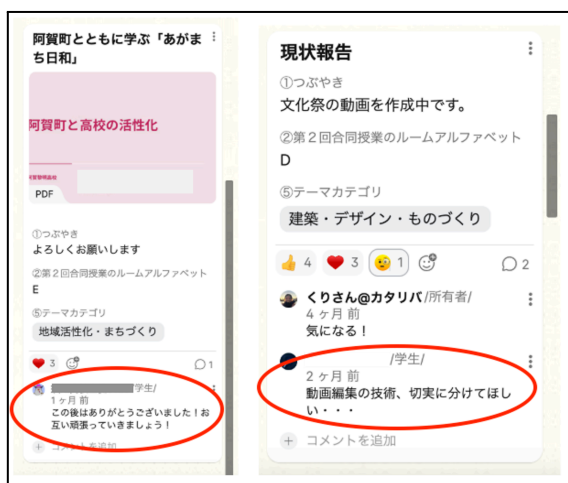 阿賀町とともに学ぶ「あがま
ち日和」
阿賀町と高校の活性化
PDF
①つぶやき
よろしくお願いします
②第2回合同授業のルームアルファベット
E
⑤テーマカテゴリ
地域活性化・まちづくり
3
1
/学生/
1ヶ月前
この後はありがとうございました!お
互い頑張っていきましょう!
コメントを追加
現状報告
①つぶやき
文化祭の動画を作成中です。
②第2回合同授業のルームアルファベット
D
⑤テーマカテゴリ
建築・デザイン・ものづくり
4 3 1
2
くりさん@カタリバ/所有者/
4ヶ月前
気になる!
/学生/
2ヶ月前
動画編集の技術、切実に分けてほし
い・・・
コメントを追加